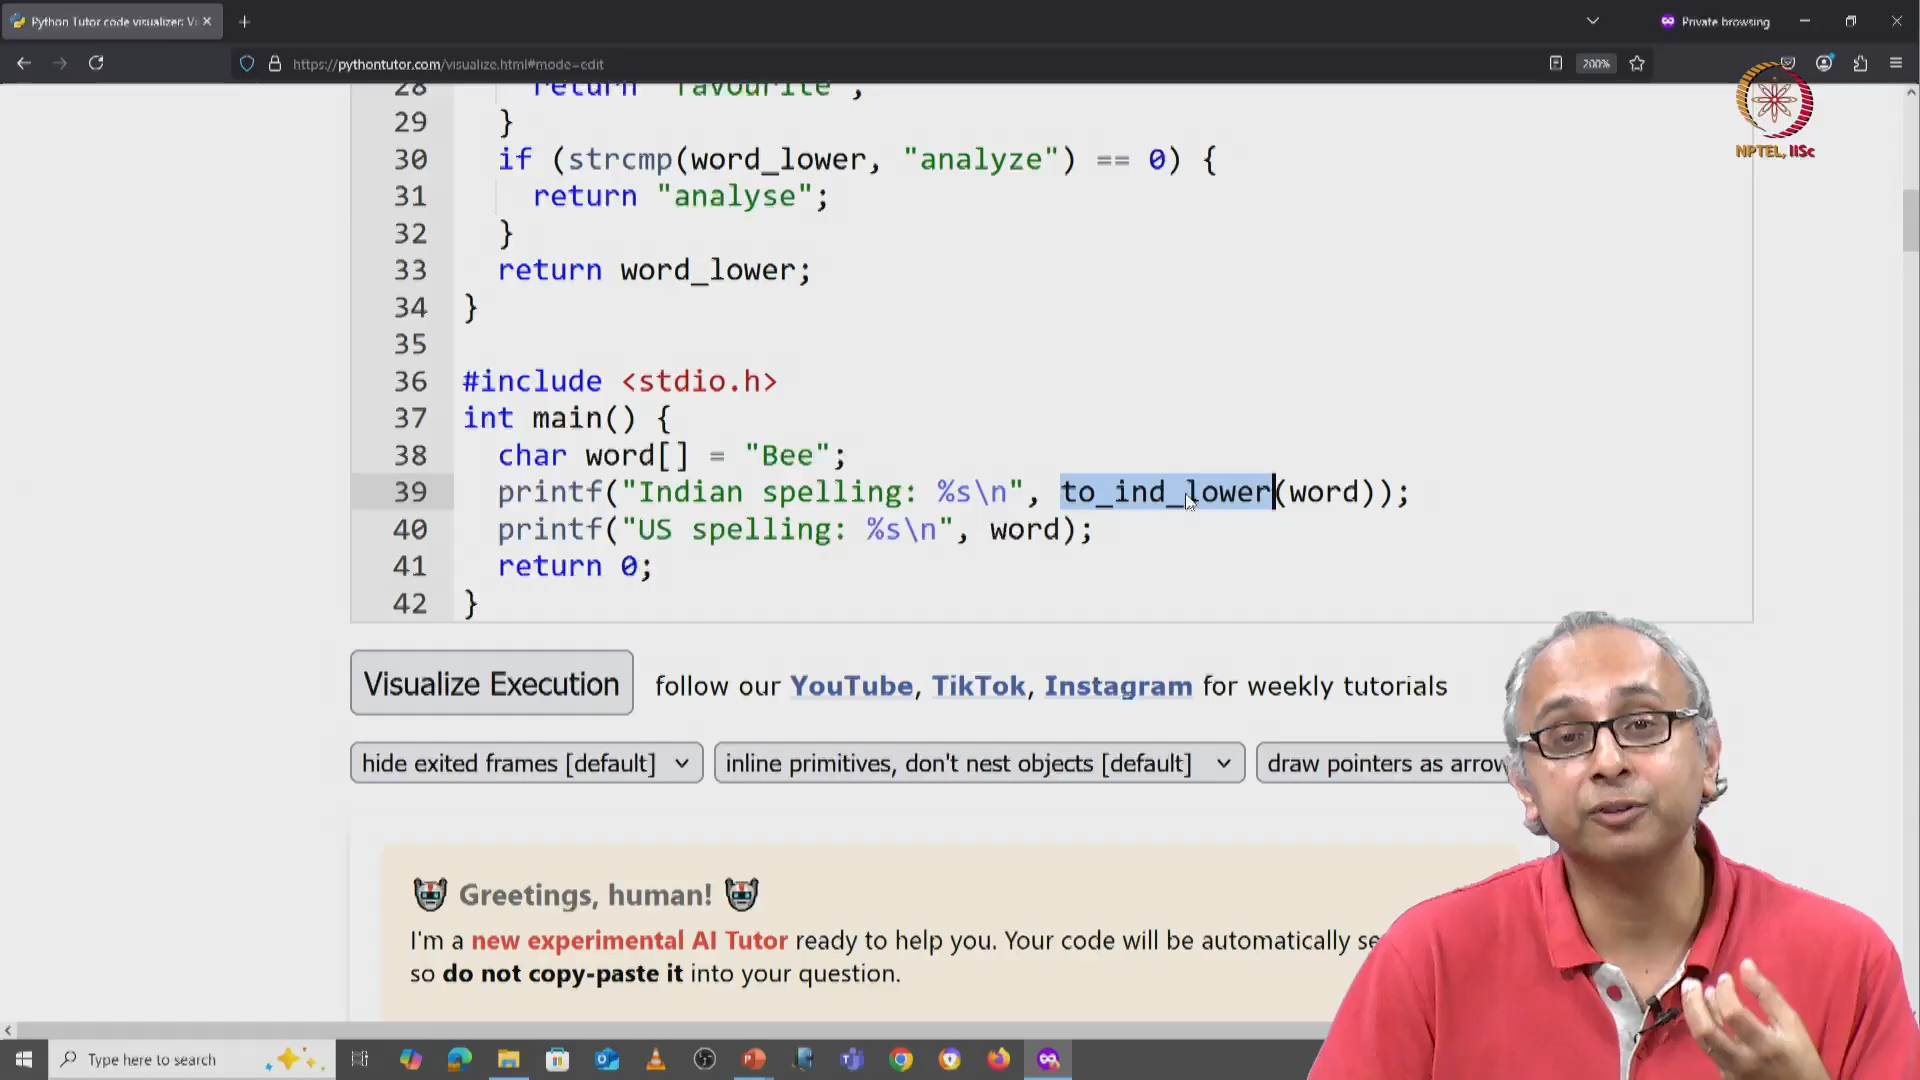 Python Tutor code visualizer: Vi
Private browsing
https://pythontutor.com/visualize.html#mode=edit
200%
28 return "favourite";
29 }
30 if (strcmp(word_lower, "analyze") == 0) {
31 return "analyse";
32 }
33 return word_lower;
34 }
35
36 #include <stdio.h>
37 int main() {
38 char word[] = "Bee";
39 printf("Indian spelling: %s\n", to_ind_lower(word));
40 printf("US spelling: %s\n", word);
41 return 0;
42 }
NPTEL, IISc
Visualize Execution follow our YouTube, TikTok, Instagram for weekly tutorials
hide exited frames [default] inline primitives, don't nest objects [default] draw pointers as arrow
Greetings, human!
I'm a new experimental AI Tutor ready to help you. Your code will be automatically se
so do not copy-paste it into your question.
Type here to search